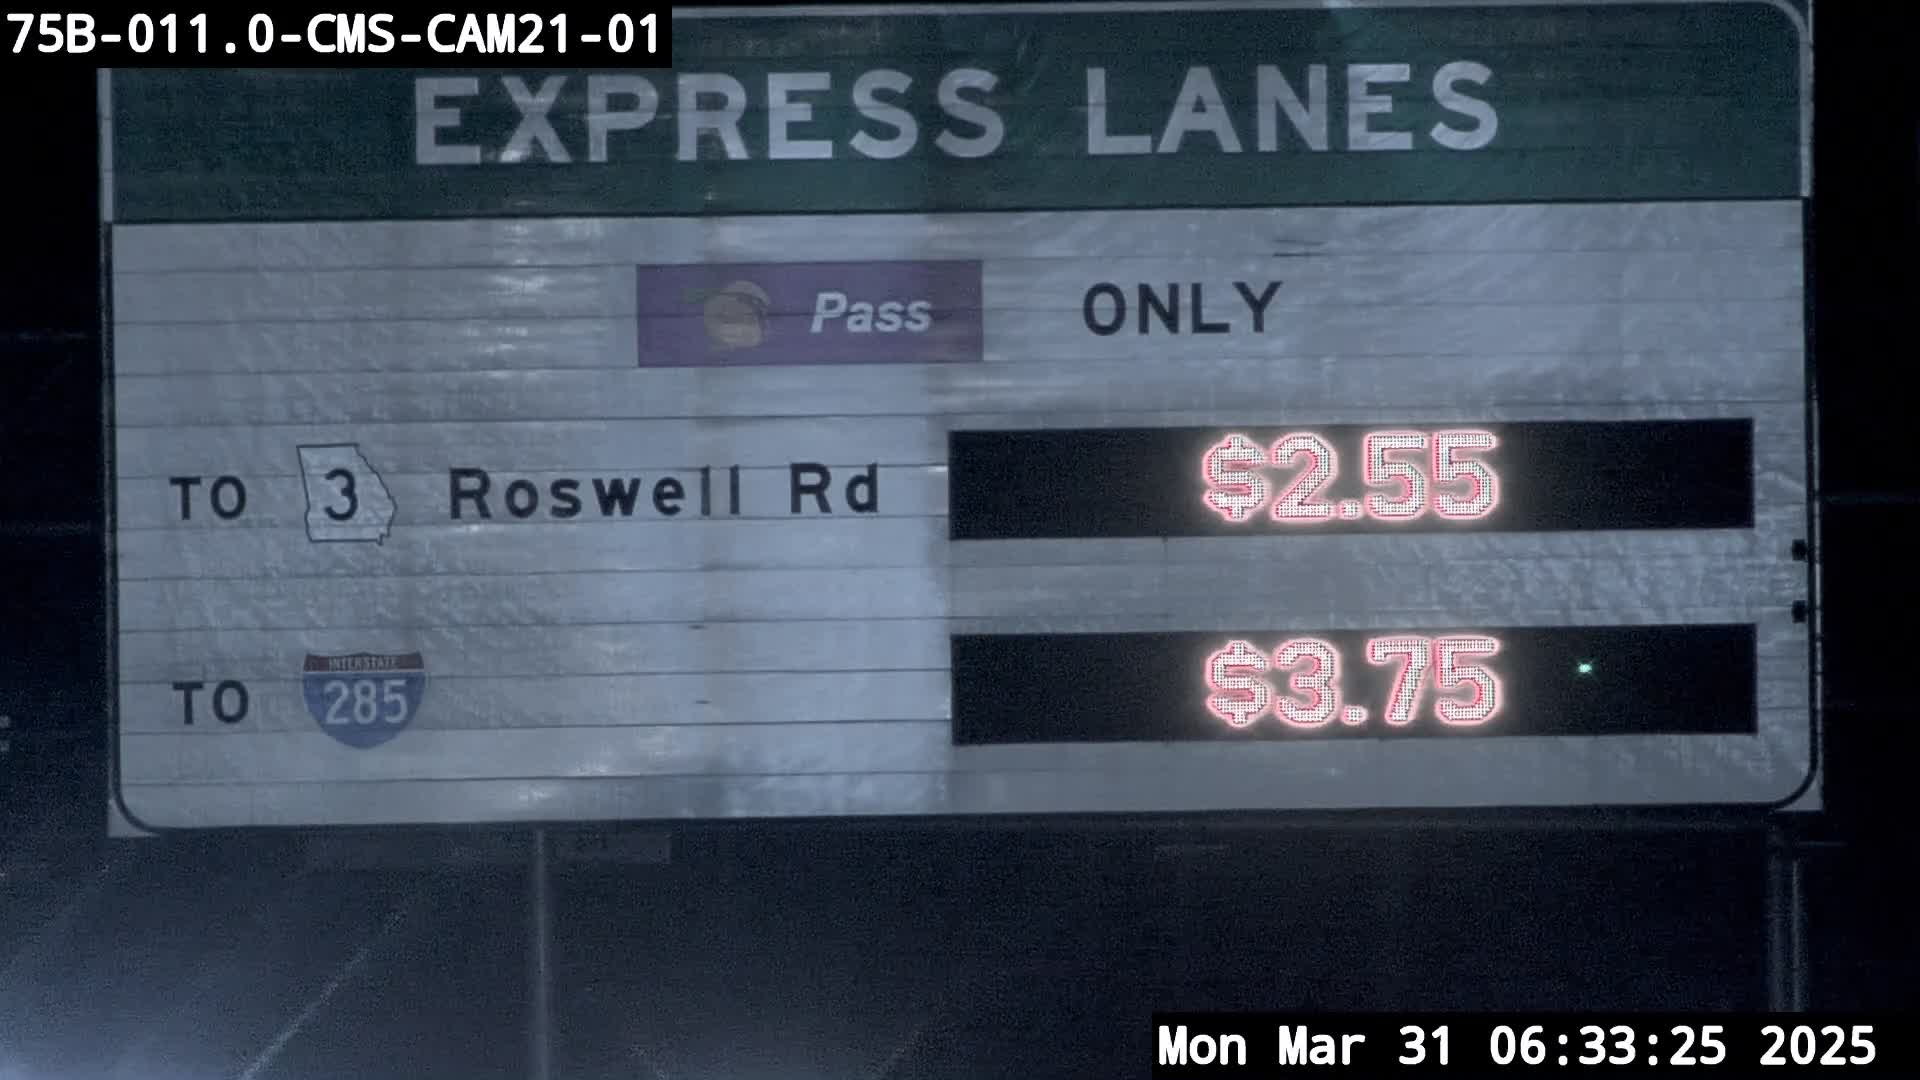 75B-011.0-CMS-CAM21-01
EXPRESS LANES
Pass ONLY
TO 3 Roswell Rd $2.55
INTERSTATE
TO 285 $3.75
Mon Mar 31 06:33:25 2025